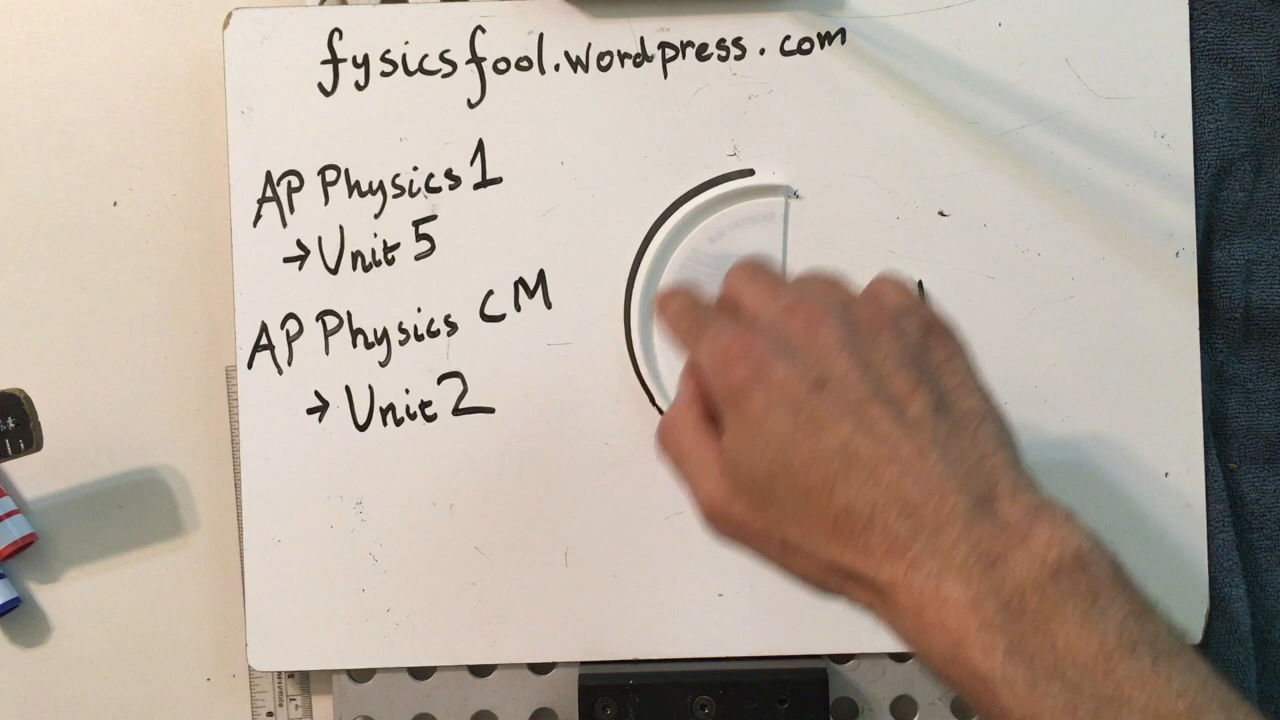 fysicsfool.wordpress.com
AP Physics 1
→ Unit 5
AP Physics CM
→ Unit 2